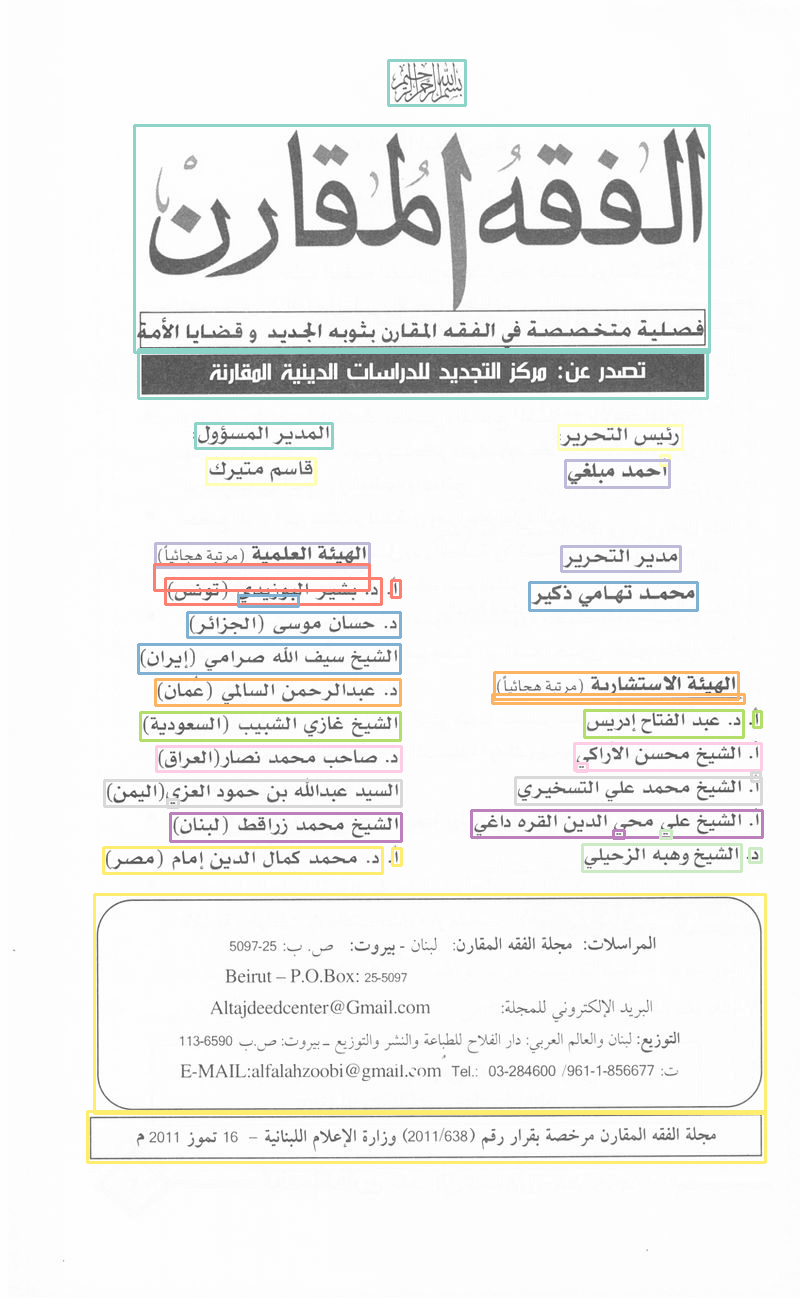 بسم الله الرحمن الرحيم
الفقه المقارن
فصلية متخصصة في الفقه المقارن بثوبه الجديد و قضايا الأمة
تصدر عن: مركز التجديد للدراسات الدينية المقارنة
رئيس التحرير:
أحمد مبلغي
المدير المسؤول:
قاسم متيرك
مدير التحرير
محمد تهامي ذكير
الهيئة الاستشارية (مرتبة هجائياً)
أ. د. عبد الفتاح إدريس
أ. الشيخ محسن الاراكي
أ. الشيخ محمد علي التسخيري
أ. الشيخ علي محي الدين القره داغي
د. الشيخ وهبه الزحيلي
الهيئة العلمية (مرتبة هجائياً)
أ. د. بشير البوزيدي (تونس)
د. حسان موسى (الجزائر)
الشيخ سيف الله صرامي (إيران)
د. عبدالرحمن السالمي (عُمان)
الشيخ غازي الشبيب (السعودية)
د. صاحب محمد نصار(العراق)
السيد عبدالله بن حمود العزي(اليمن)
الشيخ محمد زراقط (لبنان)
أ. د. محمد كمال الدين إمام (مصر)
المراسلات: مجلة الفقه المقارن: لبنان - بيروت: ص. ب: 25-5097
Beirut – P.O.Box: 25-5097
البريد الإلكتروني للمجلة: Altajdeedcenter@Gmail.com
التوزيع: لبنان والعالم العربي: دار الفلاح للطباعة والنشر والتوزيع ـ بيروت: ص.ب 6590-113
ت: 961-1-856677/ 03-284600 Tel.: E-MAIL:alfalahzoobi@gmail.com
مجلة الفقه المقارن مرخصة بقرار رقم (2011/638) وزارة الإعلام اللبنانية – 16 تموز 2011 م